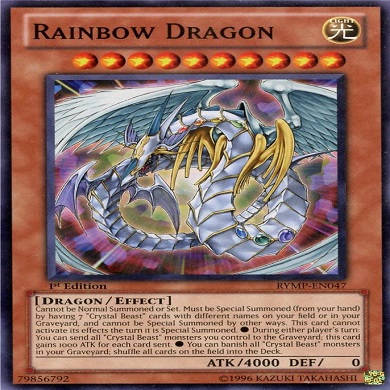 RAINBOW DRAGON
LIGHT
光
1st Edition
RYMP-EN047
[DRAGON/EFFECT]
Cannot be Normal Summoned or Set. Must be Special Summoned (from your hand)
by having 7 "Crystal Beast" cards with different names on your field or in your
Graveyard, and cannot be Special Summoned by other ways. This card cannot
activate its effects the turn it is Special Summoned. ● During either player's turn:
You can send all "Crystal Beast" monsters you control to the Graveyard; this card
gains 1000 ATK for each card sent. ● You can banish all "Crystal Beast" monsters
in your Graveyard; shuffle all cards on the field into the Deck.
ATK/4000 DEF/ 0
79856792
©1996 KAZUKI TAKAHASHI